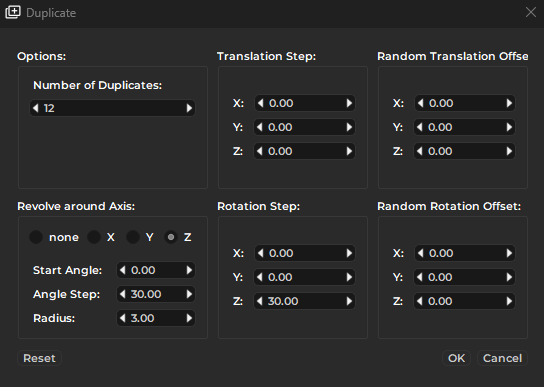 Duplicate
Options:
Number of Duplicates:
12
Translation Step:
X: 0.00
Y: 0.00
Z: 0.00
Random Translation Offse
X: 0.00
Y: 0.00
Z: 0.00
Revolve around Axis:
none X Y Z
Start Angle: 0.00
Angle Step: 30.00
Radius: 3.00
Rotation Step:
X: 0.00
Y: 0.00
Z: 30.00
Random Rotation Offset:
X: 0.00
Y: 0.00
Z: 0.00
Reset
OK
Cancel